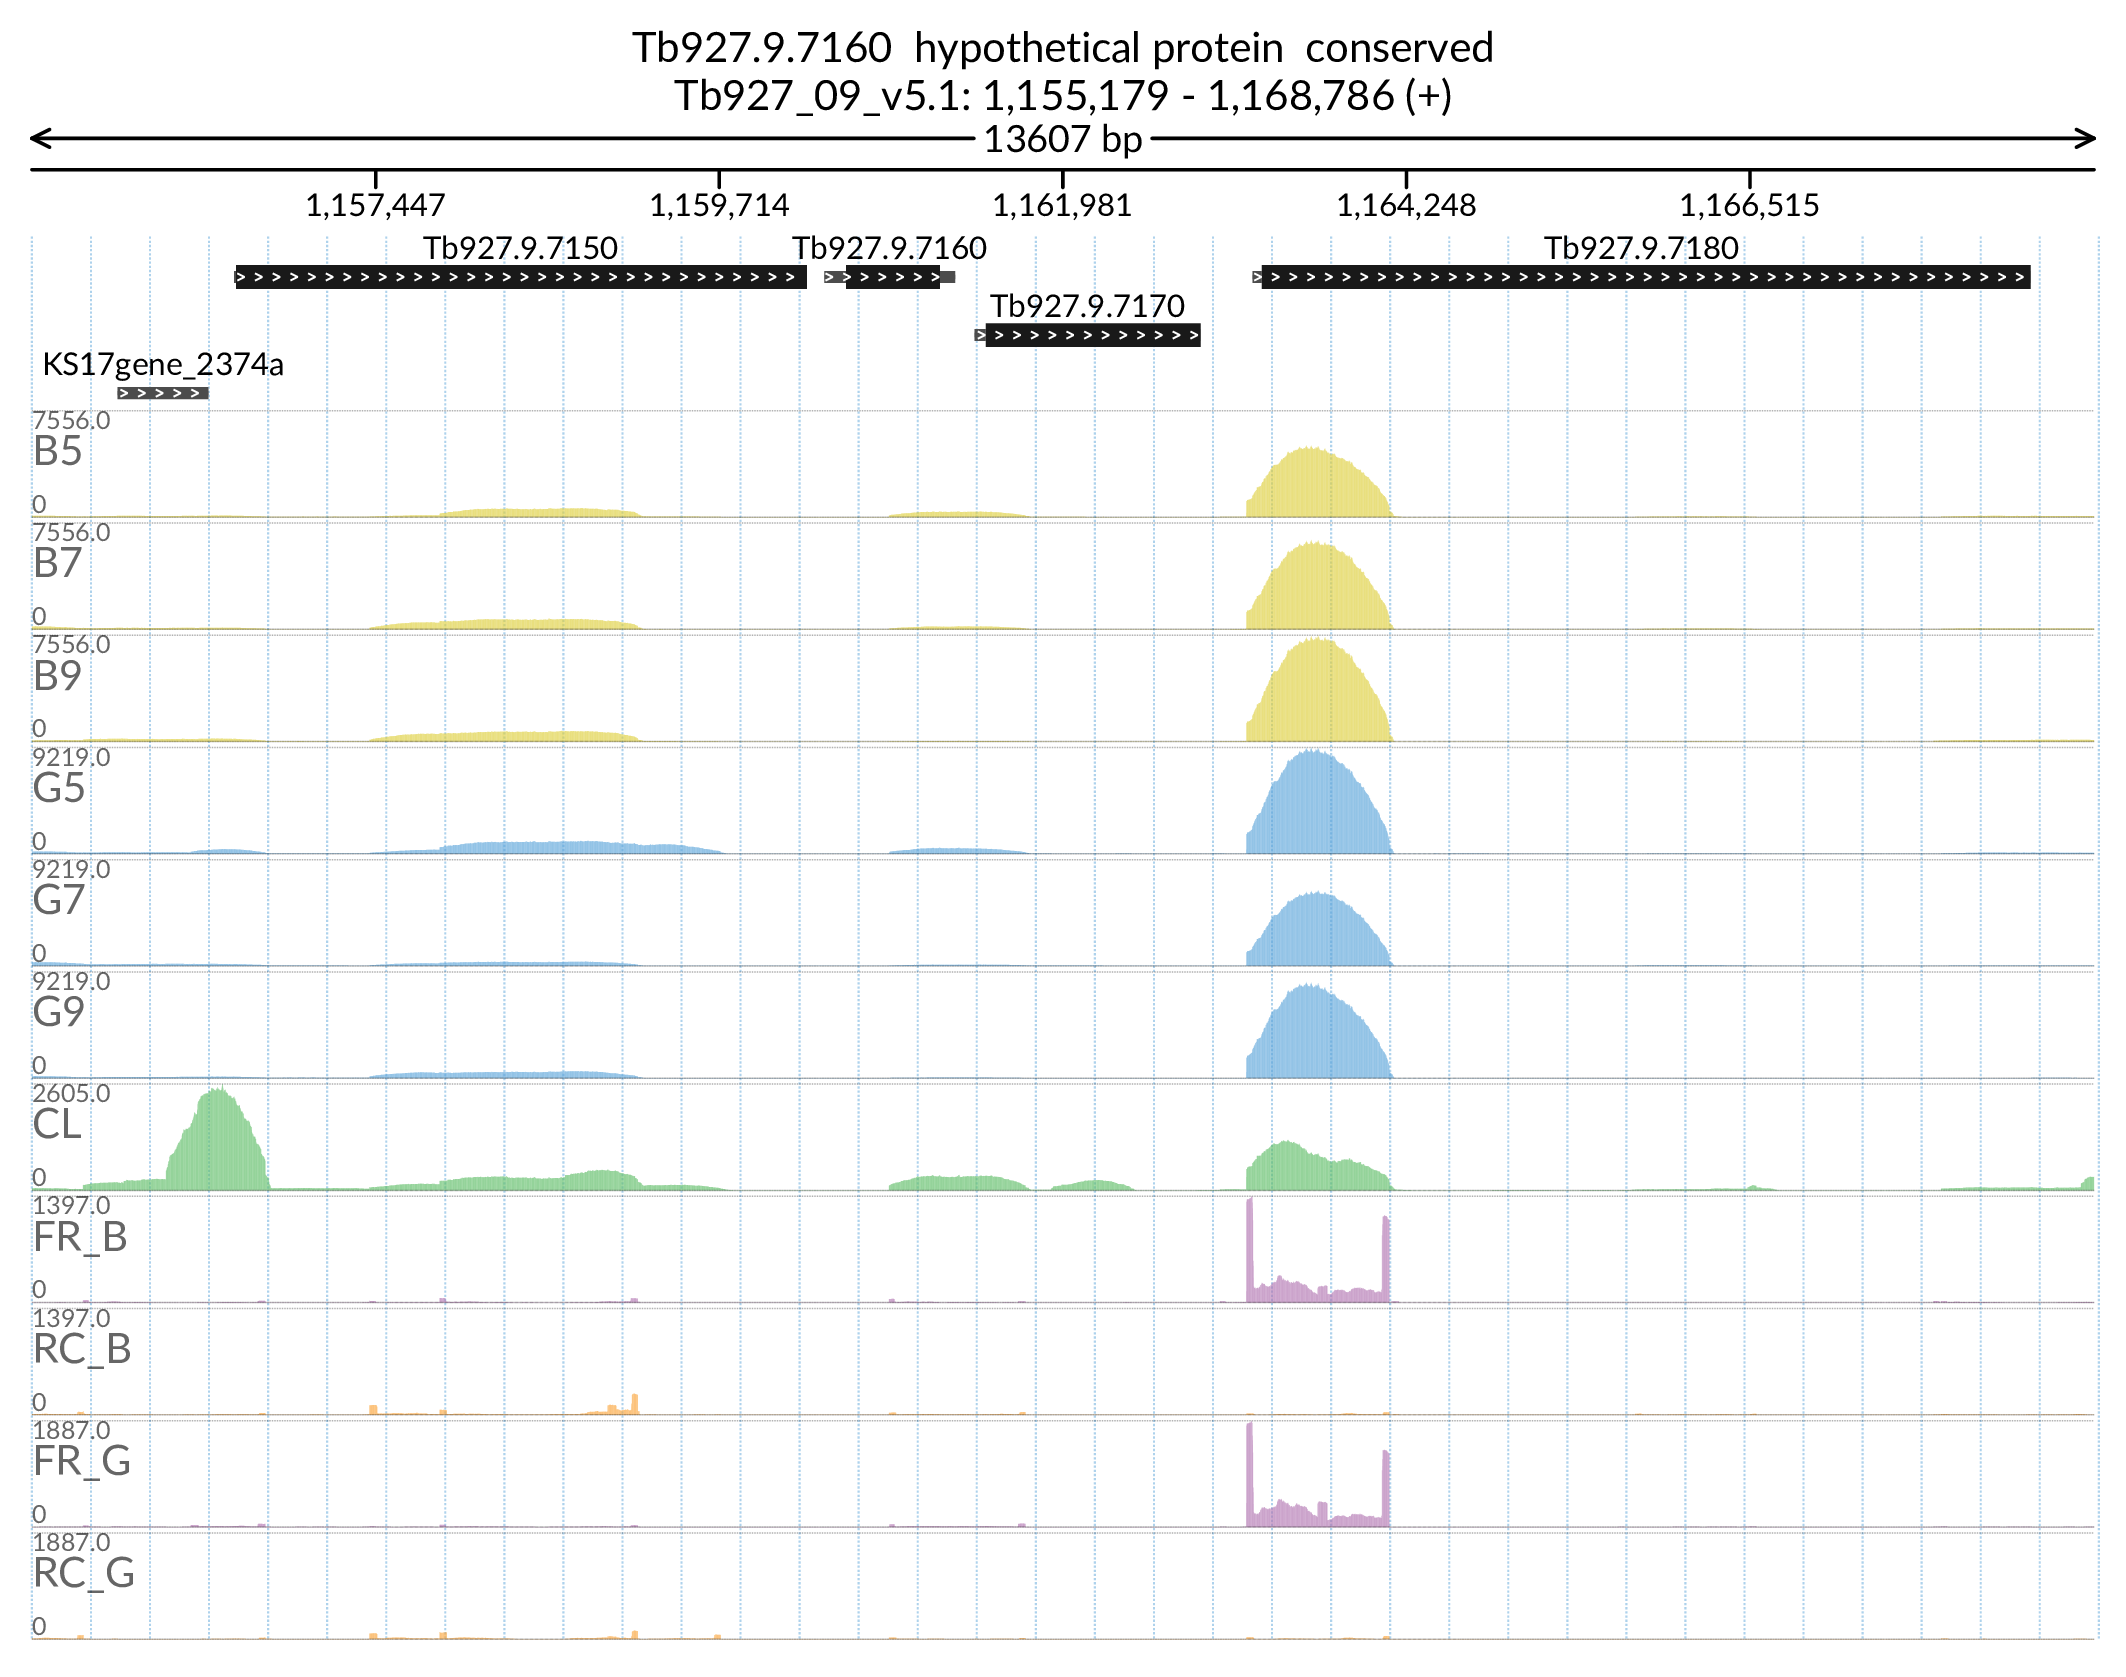 Tb927.9.7160  hypothetical protein  conserved
Tb927_09_v5.1: 1,155,179 - 1,168,786 (+)
13607 bp
1,157,447 1,159,714 1,161,981 1,164,248 1,166,515
Tb927.9.7150 Tb927.9.7160 Tb927.9.7180
Tb927.9.7170
KS17gene_2374a
7556.0
B5
0
7556.0
B7
0
7556.0
B9
0
9219.0
G5
0
9219.0
G7
0
9219.0
G9
0
2605.0
CL
0
1397.0
FR_B
0
1397.0
RC_B
0
1887.0
FR_G
0
1887.0
RC_G
0